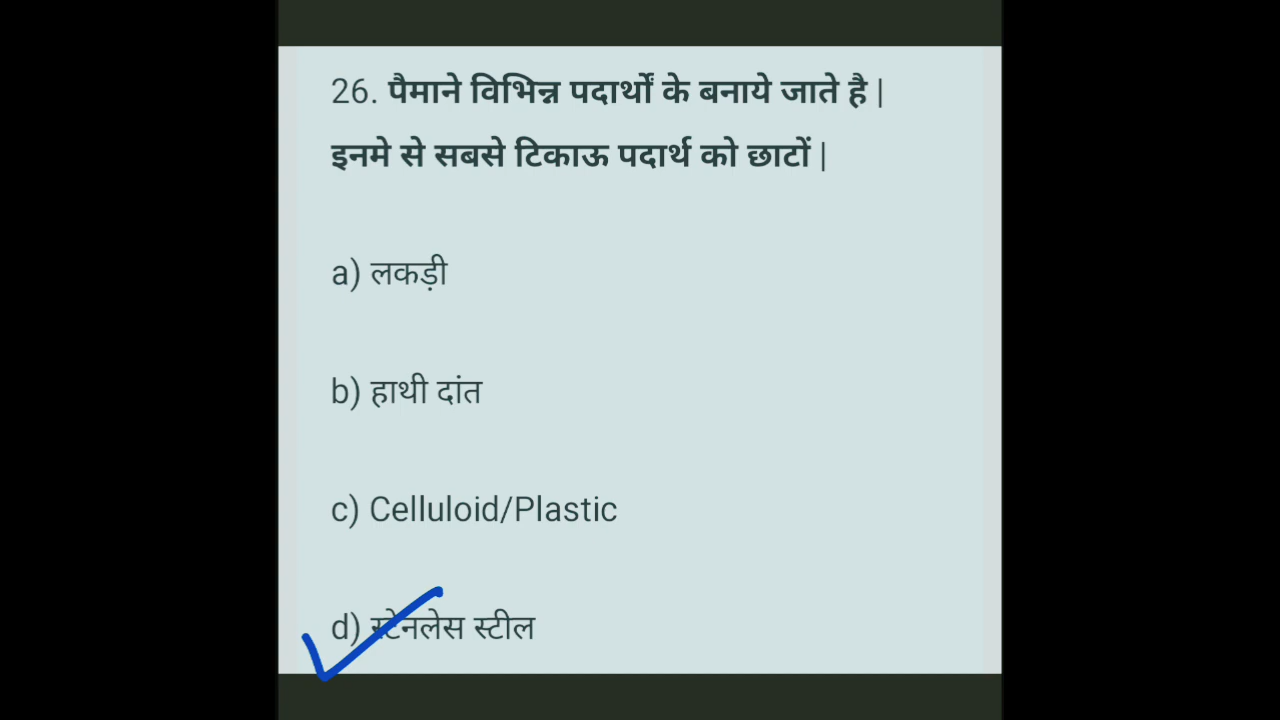 26. पैमाने विभिन्न पदार्थों के बनाये जाते है |
इनमे से सबसे टिकाऊ पदार्थ को छाटों |
a) लकड़ी
b) हाथी दांत
c) Celluloid/Plastic
d) स्टेनलेस स्टील